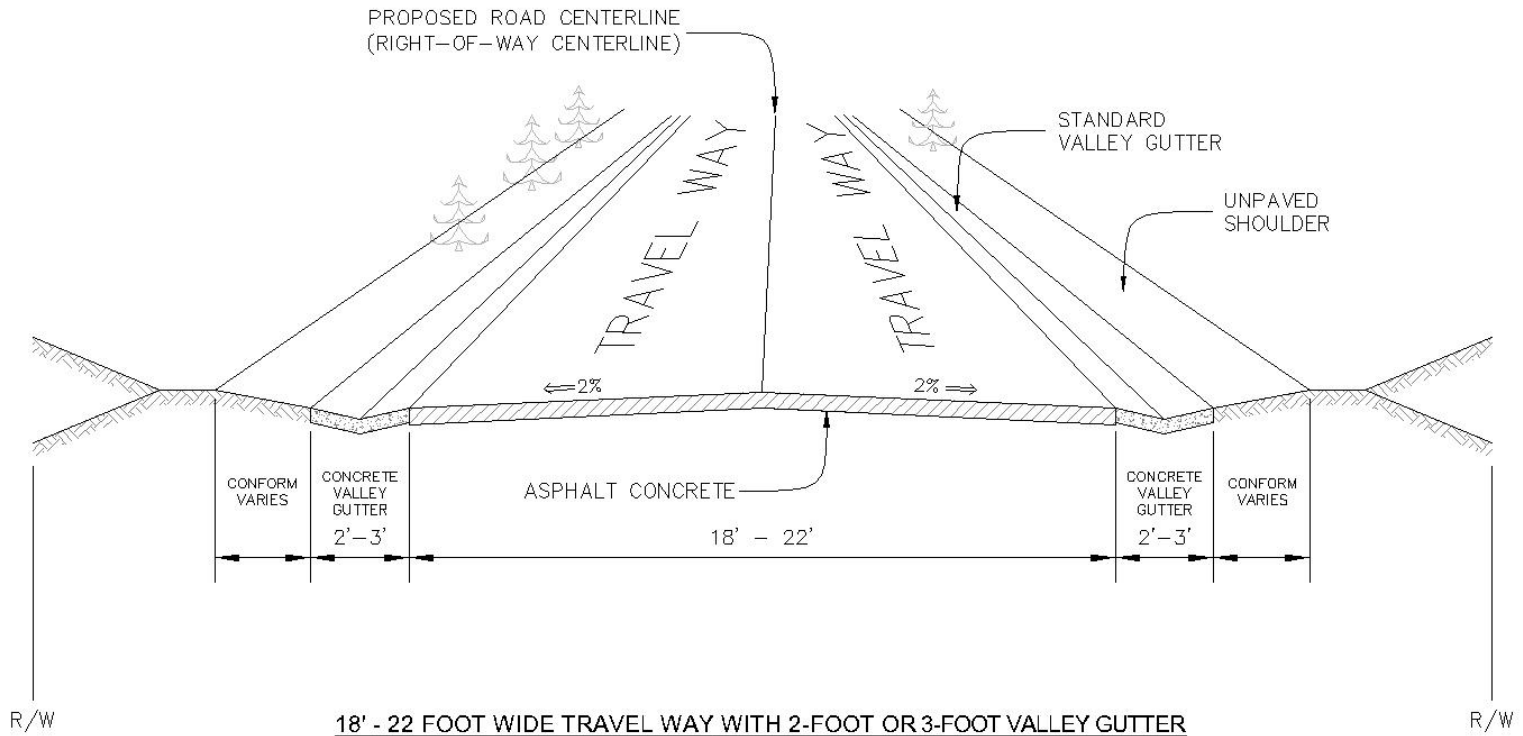 PROPOSED ROAD CENTERLINE
(RIGHT-OF-WAY CENTERLINE)
STANDARD
VALLEY GUTTER
UNPAVED
SHOULDER
TRAVEL WAY
TRAVEL WAY
2%
2%
ASPHALT CONCRETE
CONFORM
VARIES
CONCRETE
VALLEY
GUTTER
2'-3'
18' - 22'
CONCRETE
VALLEY
GUTTER
2'-3'
CONFORM
VARIES
R/W
R/W
18' - 22 FOOT WIDE TRAVEL WAY WITH 2-FOOT OR 3-FOOT VALLEY GUTTER